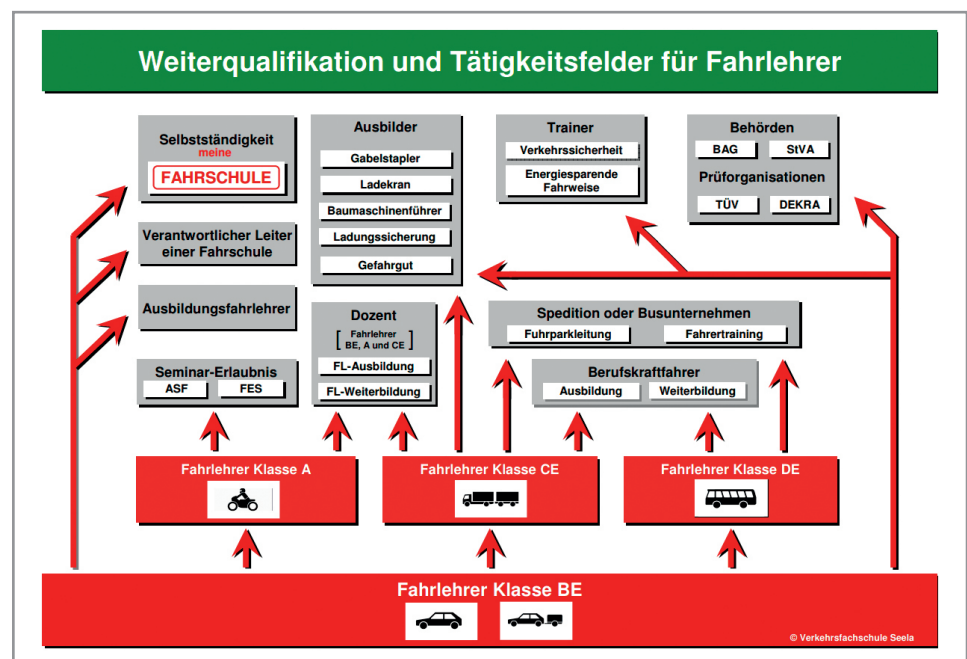 Weiterqualifikation und Tätigkeitsfelder für Fahrlehrer
Selbstständigkeit
meine
FAHRSCHULE
Verantwortlicher Leiter
einer Fahrschule
Ausbildungsfahrlehrer
Seminar-Erlaubnis
ASF
FES
Ausbilder
Gabelstapler
Ladekran
Baumaschinenführer
Ladungssicherung
Gefahrgut
Dozent
[ Fahrlehrer
BE, A und CE ]
FL-Ausbildung
FL-Weiterbildung
Trainer
Verkehrssicherheit
Energiesparende
Fahrweise
Behörden
BAG
StVA
Prüforganisationen
TÜV
DEKRA
Spedition oder Busunternehmen
Fuhrparkleitung
Fahrertraining
Berufskraftfahrer
Ausbildung
Weiterbildung
Fahrlehrer Klasse A
Fahrlehrer Klasse CE
Fahrlehrer Klasse DE
Fahrlehrer Klasse BE
© Verkehrsfachschule Seela